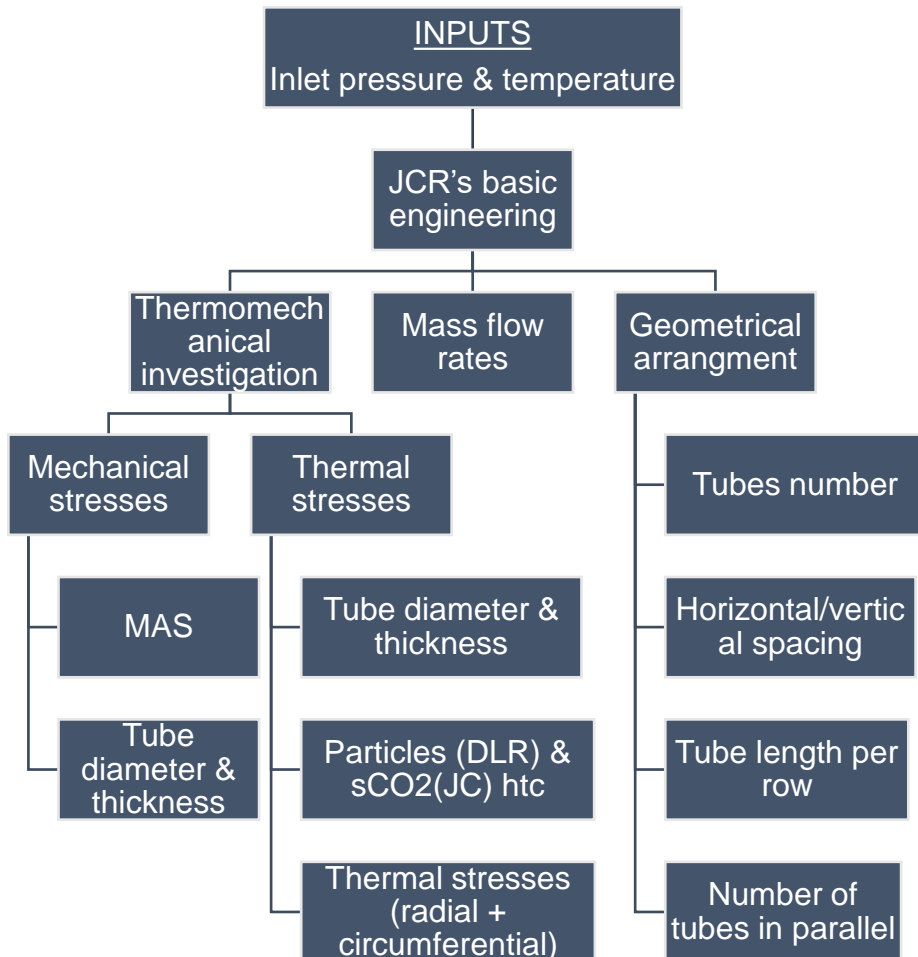 INPUTS
Inlet pressure & temperature
JCR’s basic
engineering
Thermomech
anical
investigation
Mass flow
rates
Geometrical
arrangment
Mechanical
stresses
Thermal
stresses
MAS
Tube
diameter &
thickness
Tube diameter &
thickness
Particles (DLR) &
sCO2(JC) htc
Thermal stresses
(radial +
circumferential)
Tubes number
Horizontal/vertic
al spacing
Tube length per
row
Number of
tubes in parallel